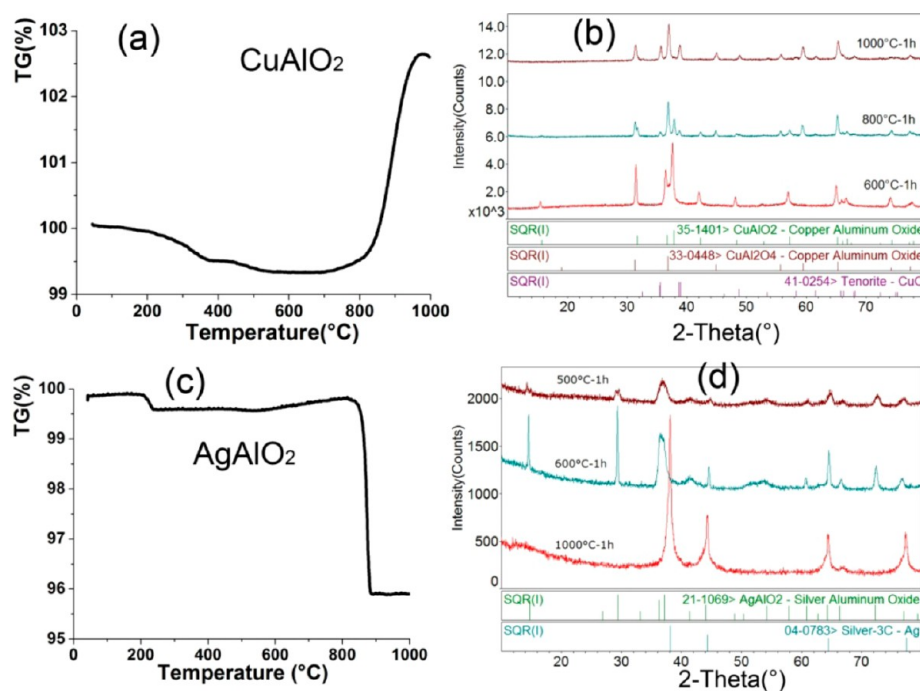 (a)
CuAlO₂
TG(%)
103
102
101
100
99
0
200
400
600
800
1000
Temperature(°C)
(b)
14.0
12.0
10.0
8.0
6.0
4.0
2.0
x10^3
Intensity(Counts)
1000°C-1h
800°C-1h
600°C-1h
SQR(I)
35-1401> CuAlO2 - Copper Aluminum Oxide
SQR(I)
33-0448> CuAl2O4 - Copper Aluminum Oxide
SQR(I)
41-0254> Tenorite - CuO
20
30
40
50
60
70
2-Theta(°)
(c)
AgAlO₂
TG(%)
100
99
98
97
96
95
0
200
400
600
800
1000
Temperature (°C)
(d)
2000
1500
1000
500
0
Intensity(Counts)
500°C-1h
600°C-1h
1000°C-1h
SQR(I)
21-1069> AgAlO2 - Silver Aluminum Oxide
SQR(I)
04-0783> Silver-3C - Ag
20
30
40
50
60
70
2-Theta(°)